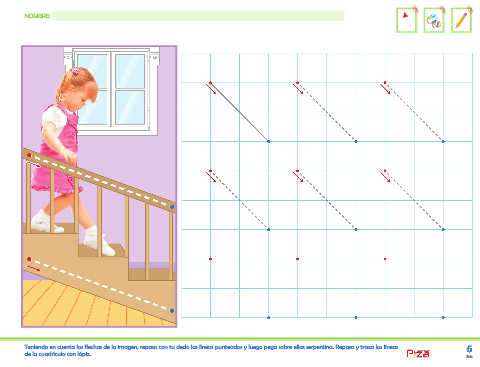 NOMBRE:
Teniendo en cuenta las flechas de la imagen, repasa con tu dedo las líneas punteadas y luego pega sobre ellas serpentina. Repasa y traza las líneas
de la cuadrícula con lápiz.
6